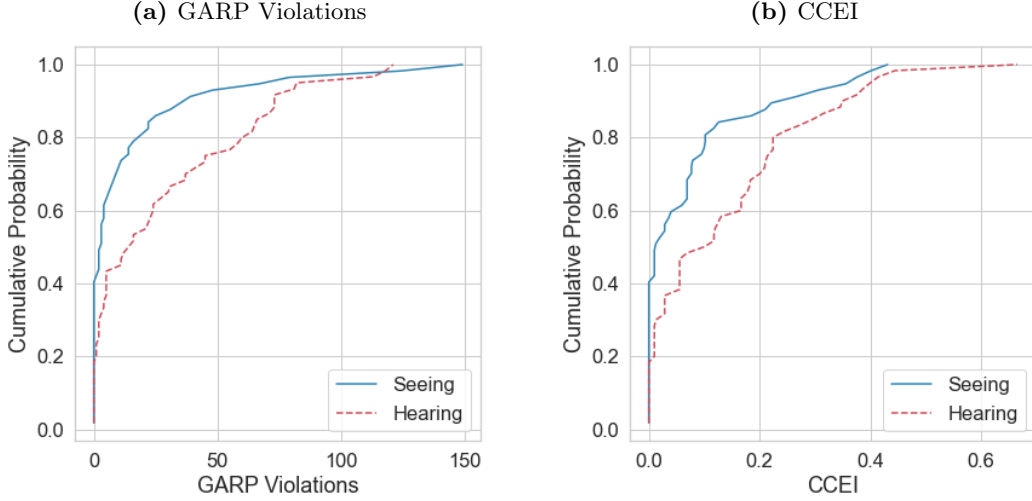 (a) GARP Violations
1.0
0.8
0.6
0.4
0.2
0.0
Cumulative Probability
0
50
100
150
GARP Violations
Seeing
Hearing
(b) CCEI
1.0
0.8
0.6
0.4
0.2
0.0
Cumulative Probability
0.0
0.2
0.4
0.6
CCEI
Seeing
Hearing